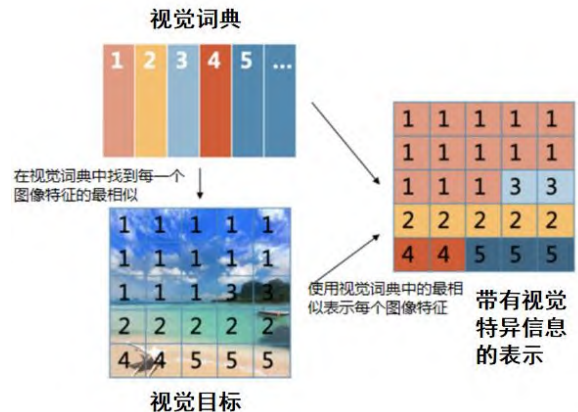 视觉词典
1 2 3 4 5 ...
在视觉词典中找到每一个
图像特征的最相似
1 1 1 1 1
1 1 1 1 1
1 1 1 3 3
2 2 2 2 2
4 4 5 5 5
视觉目标
1 1 1 1 1
1 1 1 1 1
1 1 1 3 3
2 2 2 2 2
4 4 5 5 5
使用视觉词典中的最相
似表示每个图像特征
带有视觉
特异信息
的表示